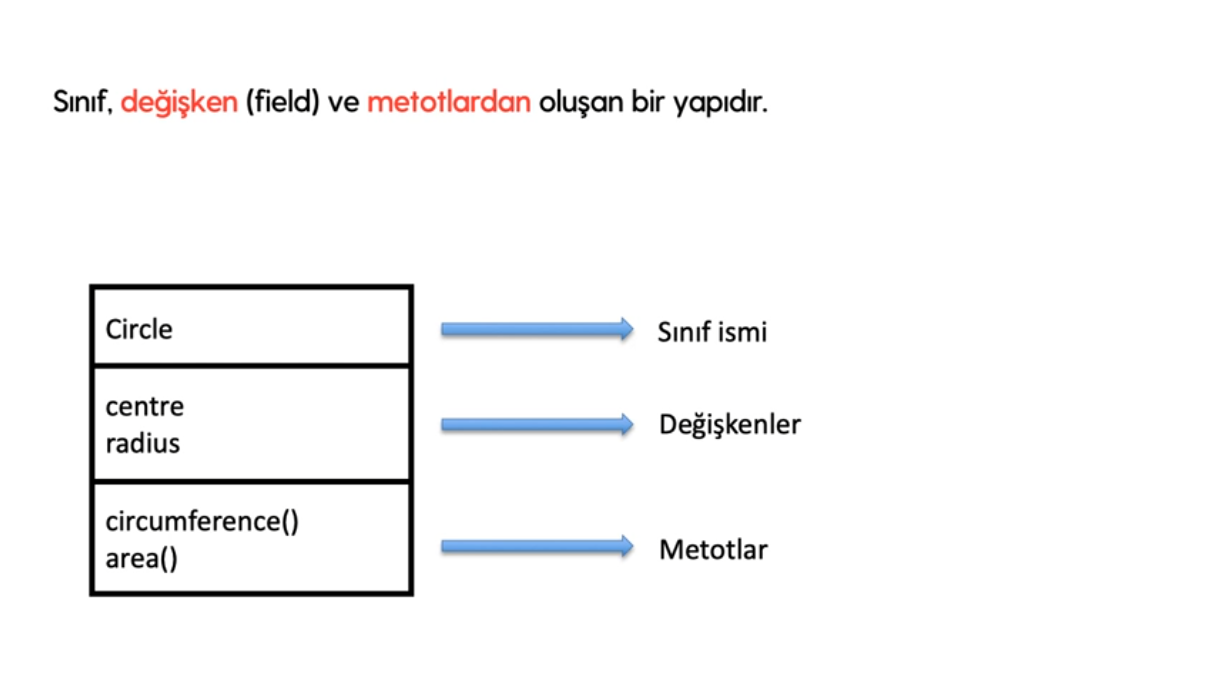 Sınıf, değişken (field) ve metotlardan oluşan bir yapıdır.
Circle
Sınıf ismi
centre
radius
Değişkenler
circumference()
area()
Metotlar